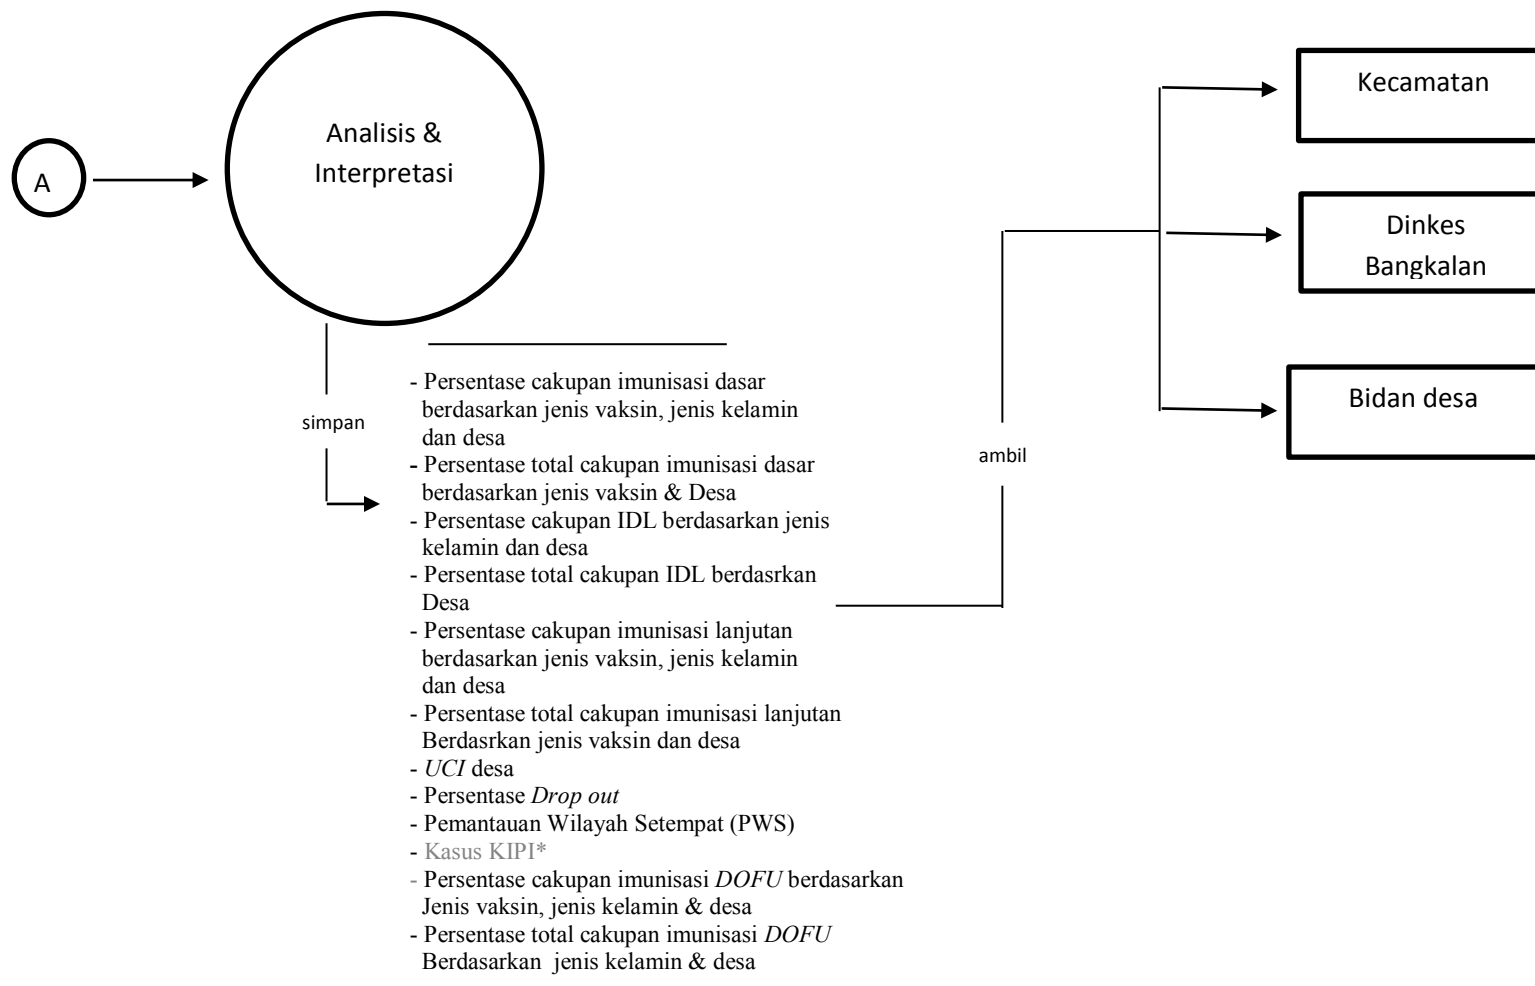 A
Analisis &
Interpretasi
simpan
- Persentase cakupan imunisasi dasar
berdasarkan jenis vaksin, jenis kelamin
dan desa
- Persentase total cakupan imunisasi dasar
berdasarkan jenis vaksin & Desa
- Persentase cakupan IDL berdasarkan jenis
kelamin dan desa
- Persentase total cakupan IDL berdasrkan
Desa
- Persentase cakupan imunisasi lanjutan
berdasarkan jenis vaksin, jenis kelamin
dan desa
- Persentase total cakupan imunisasi lanjutan
Berdasrkan jenis vaksin dan desa
- UCI desa
- Persentase Drop out
- Pemantauan Wilayah Setempat (PWS)
- Kasus KIPI*
- Persentase cakupan imunisasi DOFU berdasarkan
Jenis vaksin, jenis kelamin & desa
- Persentase total cakupan imunisasi DOFU
Berdasarkan jenis kelamin & desa
ambil
Kecamatan
Dinkes
Bangkalan
Bidan desa